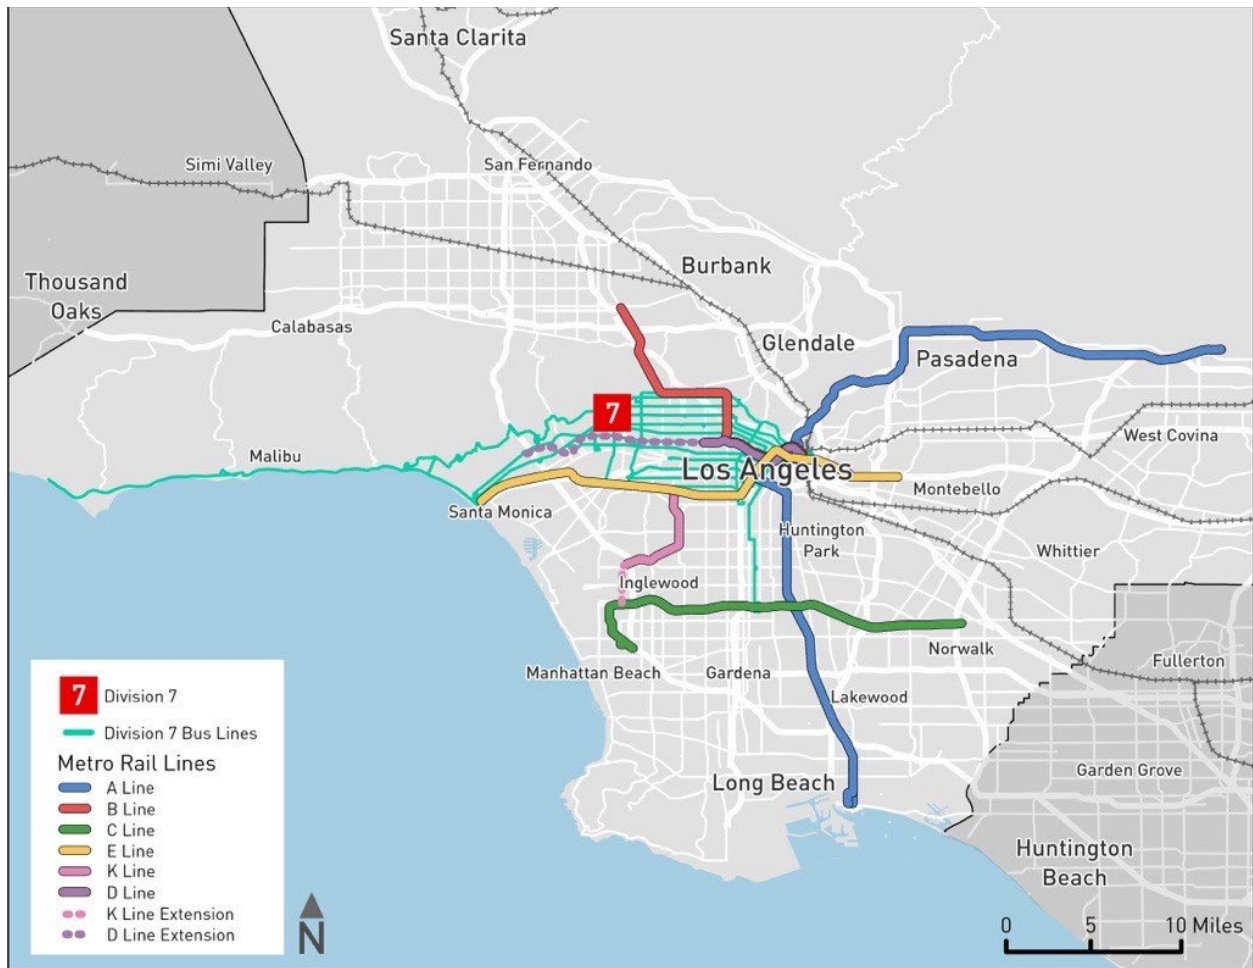 Santa Clarita
Simi Valley
San Fernando
Burbank
Thousand
Oaks
Calabasas
Glendale
Pasadena
7
West Covina
Malibu
Los Angeles
Montebello
Santa Monica
Huntington
Park
Whittier
Inglewood
Norwalk
Fullerton
Manhattan Beach
Gardena
Lakewood
Long Beach
Garden Grove
Huntington
Beach
7 Division 7
Division 7 Bus Lines
Metro Rail Lines
A Line
B Line
C Line
E Line
K Line
D Line
K Line Extension
D Line Extension
N
0 5 10 Miles